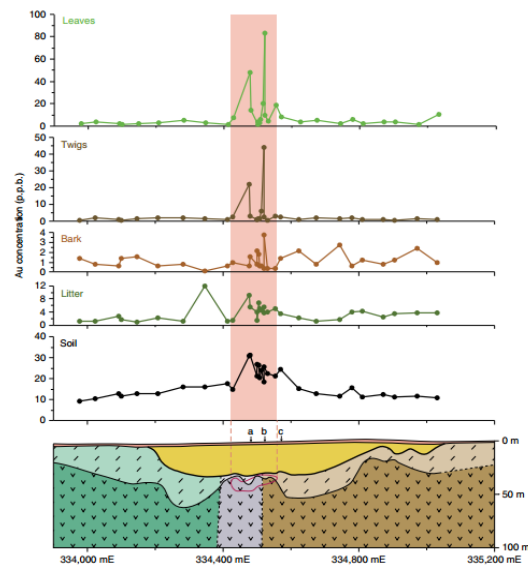 Leaves
100
80
60
40
20
0
Twigs
50
40
30
20
10
0
Au concentration (p.p.b.)
Bark
4
3
2
1
0
Litter
12
8
4
0
Soil
40
30
20
10
0
a b c
0 m
50 m
100 m
334,000 mE 334,400 mE 334,800 mE 335,200 mE